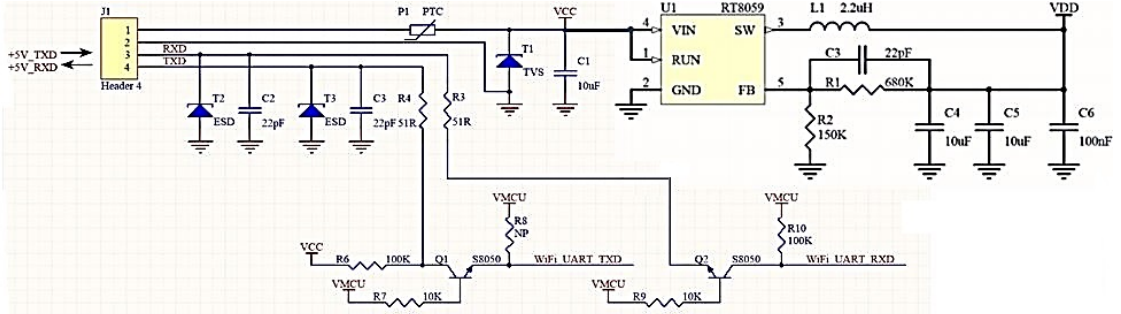 J1
1
2
3
4
Header 4
+5V_TXD
+5V_RXD
RXD
TXD
P1
PTC
VCC
T1
TVS
C1
10uF
T2
ESD
C2
22pF
T3
ESD
C3
22pF
R4
51R
R3
51R
U1
RT8059
4
VIN
SW
3
1
RUN
2
GND
FB
5
L1
2.2uH
VDD
C3
22pF
R1
680K
R2
150K
C4
10uF
C5
10uF
C6
100nF
VCC
R6
100K
VMCU
R7
10K
Q1
S8050
VMCU
R8
NP
WiFi_UART_TXD
VMCU
R9
10K
Q2
S8050
VMCU
R10
100K
WiFi_UART_RXD